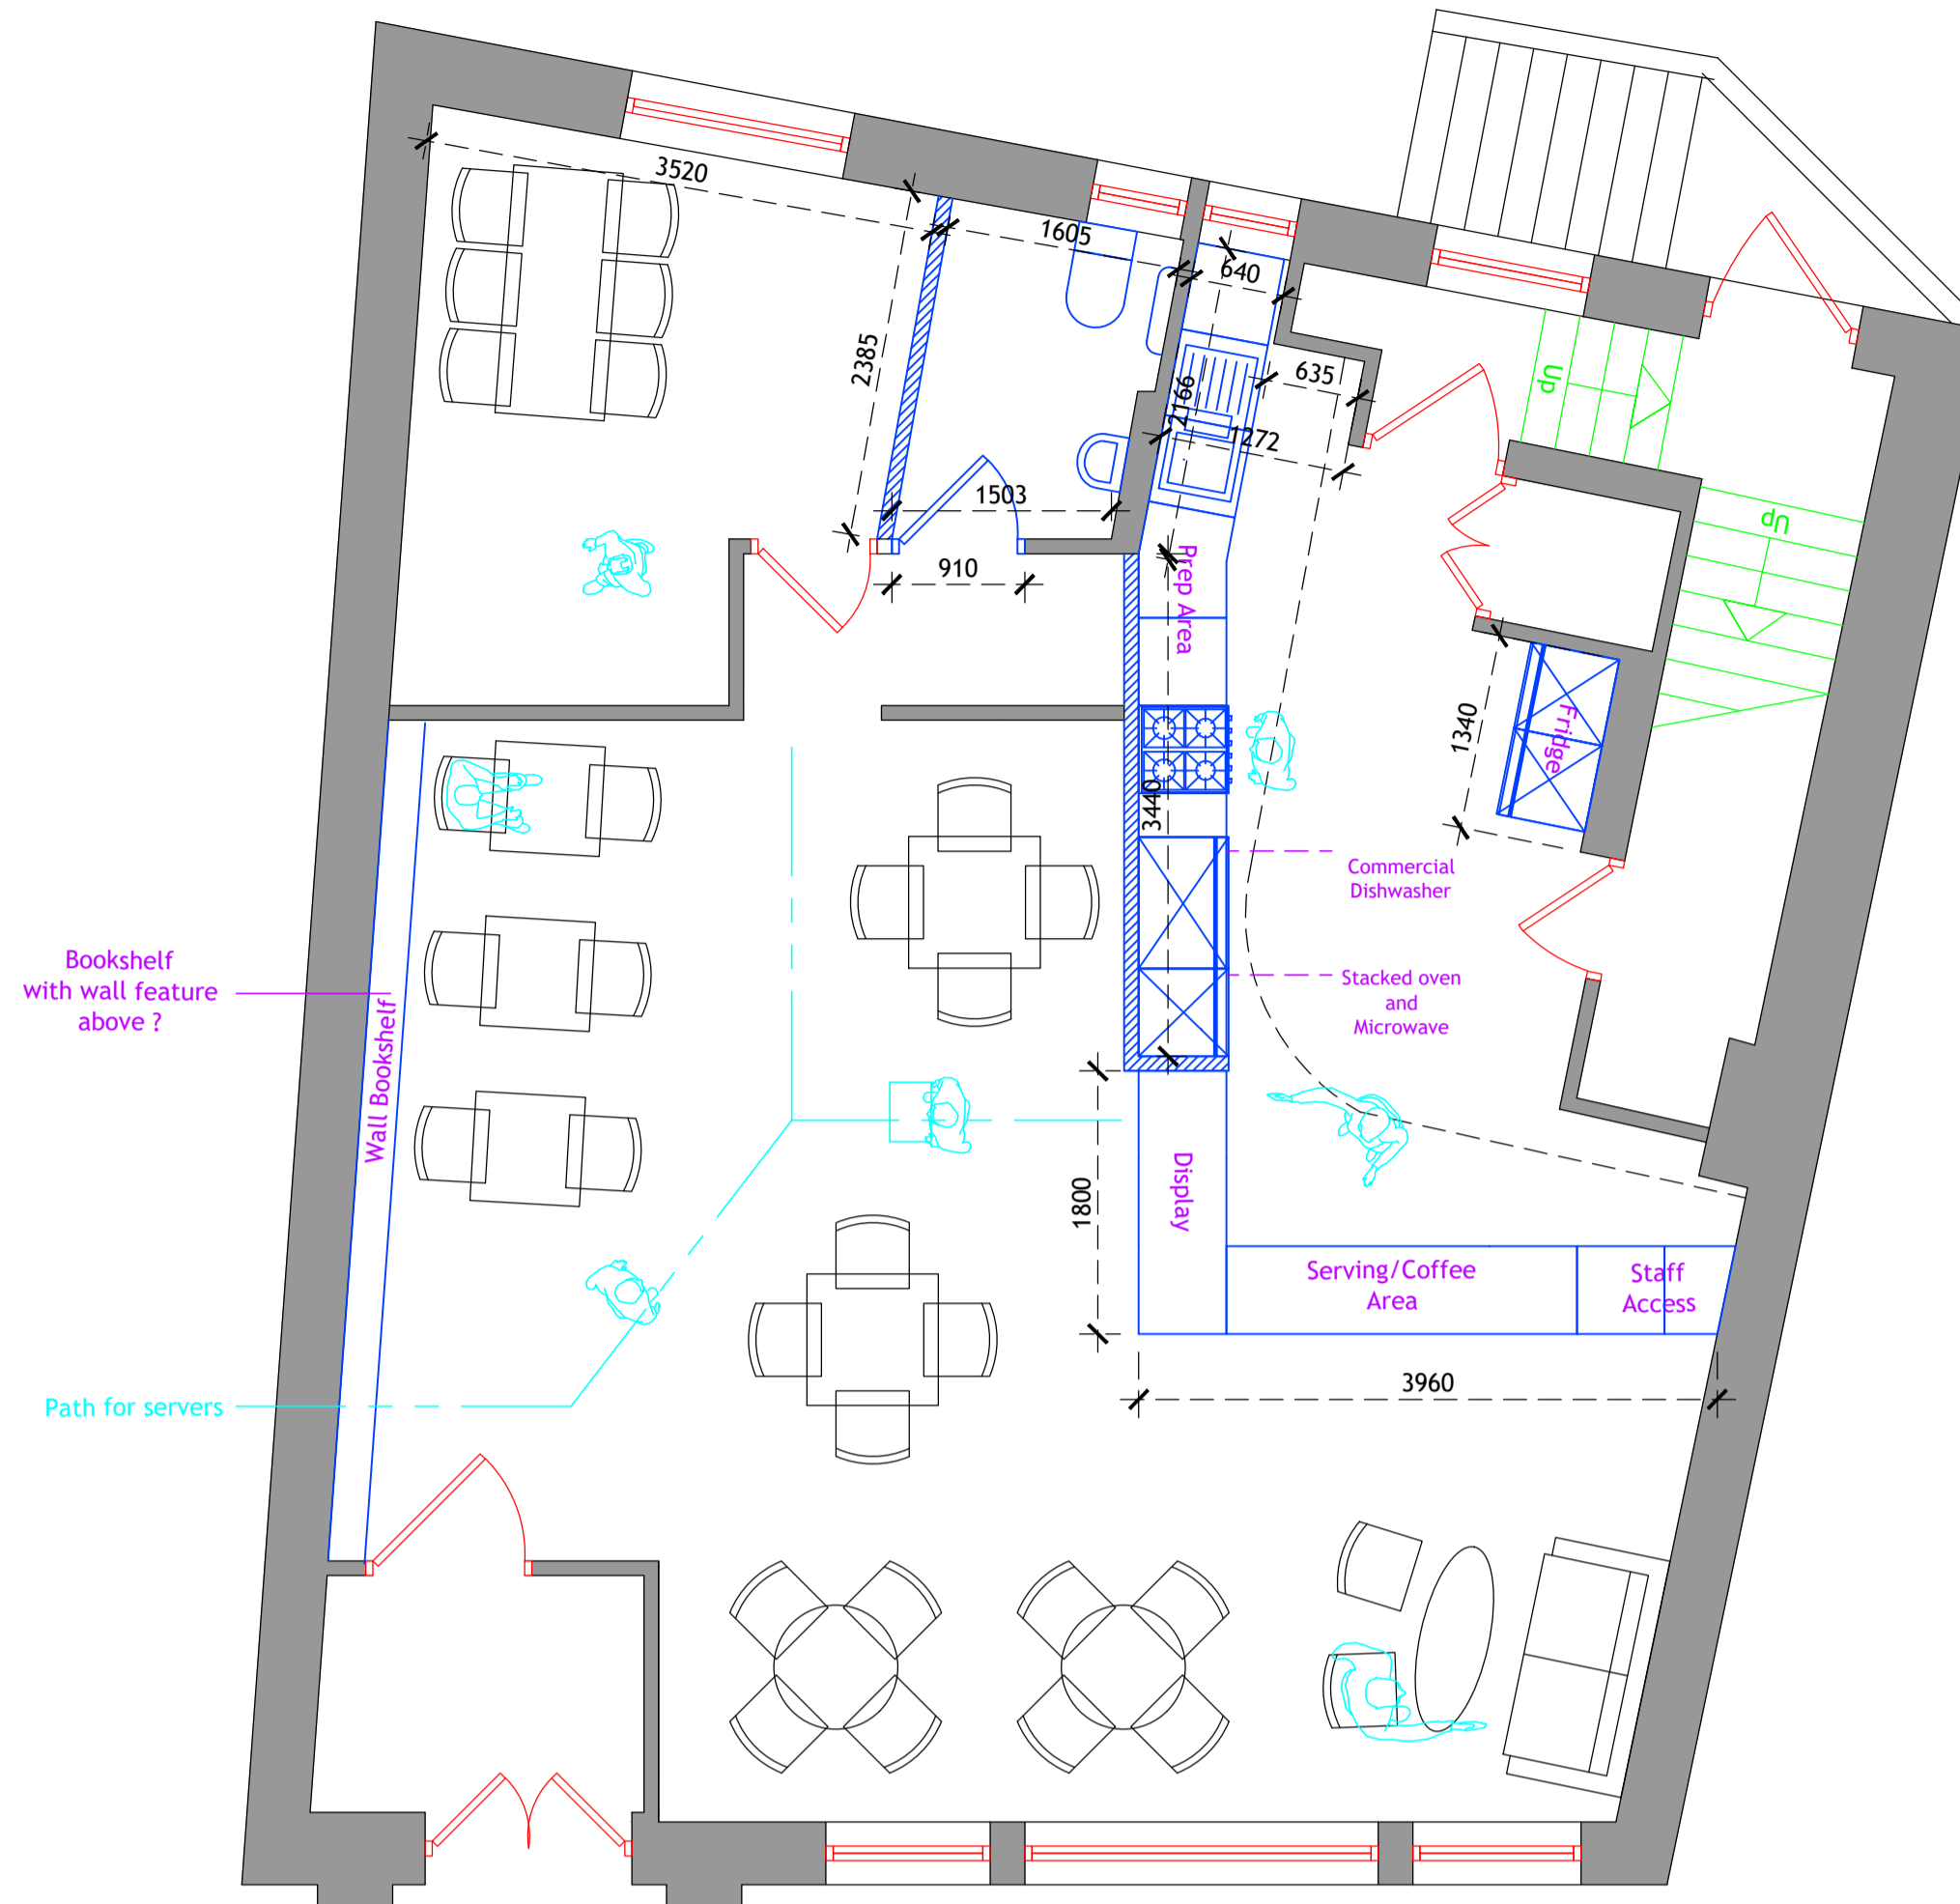 3520
1605
640
2385
635
2166
1272
1503
910
Up
Up
Prep Area
Fridge
1340
3440
Commercial
Dishwasher
Stacked oven
and
Microwave
Bookshelf
with wall feature
above ?
Wall Bookshelf
1800
Display
Serving/Coffee
Area
Staff
Access
3960
Path for servers